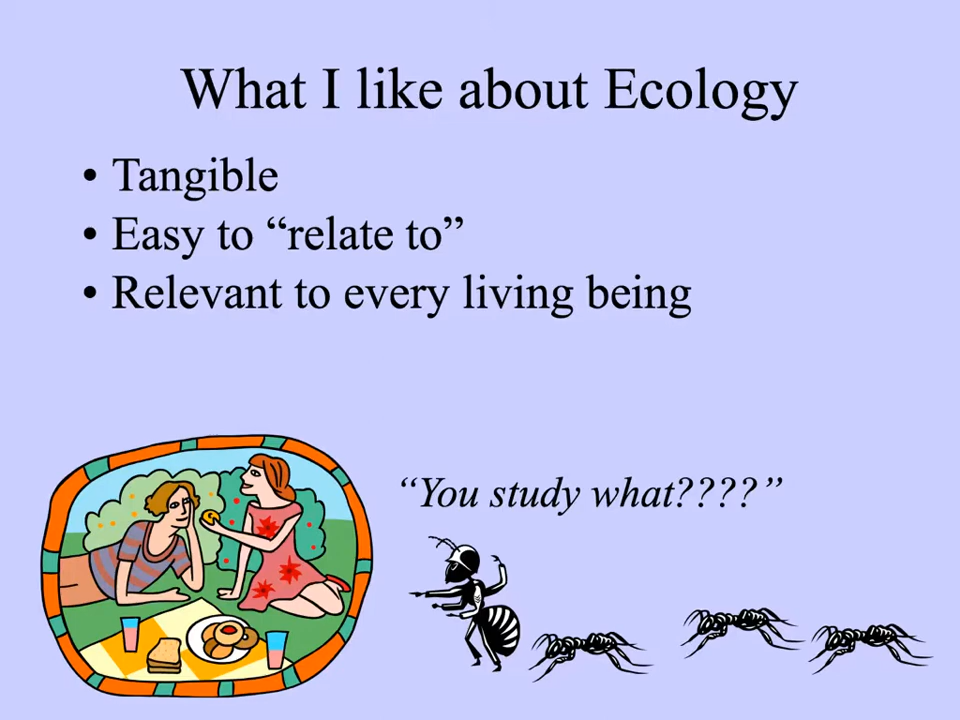 What I like about Ecology
• Tangible
• Easy to “relate to”
• Relevant to every living being
“You study what????”